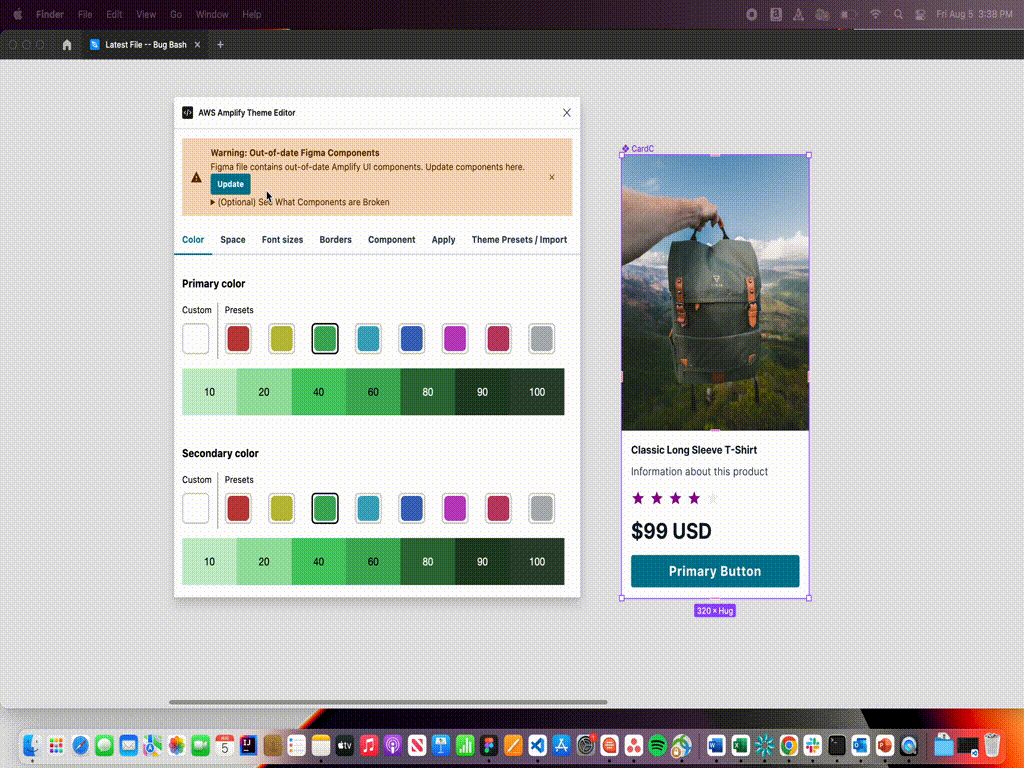 Finder File Edit View Go Window Help
Fri Aug 5 3:38 PM
Latest File -- Bug Bash
AWS Amplify Theme Editor
Warning: Out-of-date Figma Components
Figma file contains out-of-date Amplify UI components. Update components here.
Update
(Optional) See What Components are Broken
Color Space Font sizes Borders Component Apply Theme Presets / Import
Primary color
Custom Presets
10 20 40 60 80 90 100
Secondary color
Custom Presets
10 20 40 60 80 90 100
CardC
Classic Long Sleeve T-Shirt
Information about this product
$99 USD
Primary Button
320 × Hug
5
tv